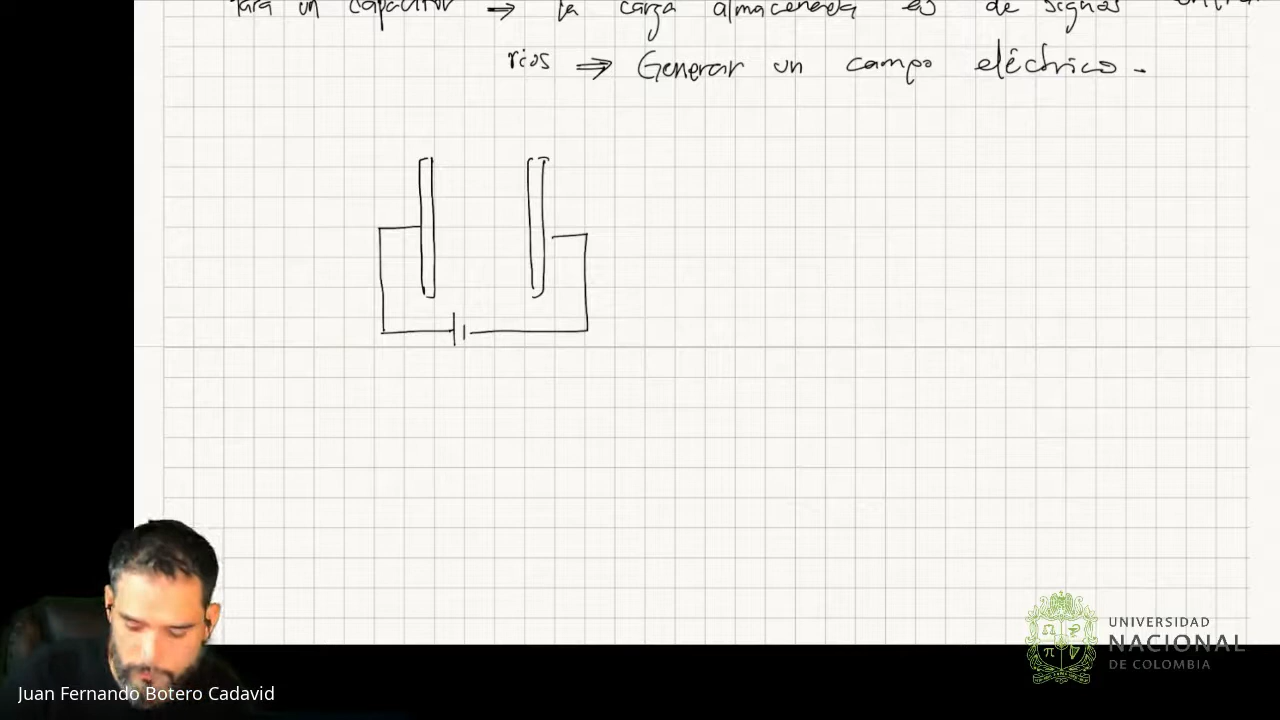 Para un capacitor ⇒ la carga almacenada es de signos contra
rios ⇒ Generar un campo eléctrico.
UNIVERSIDAD
NACIONAL
DE COLOMBIA
Juan Fernando Botero Cadavid